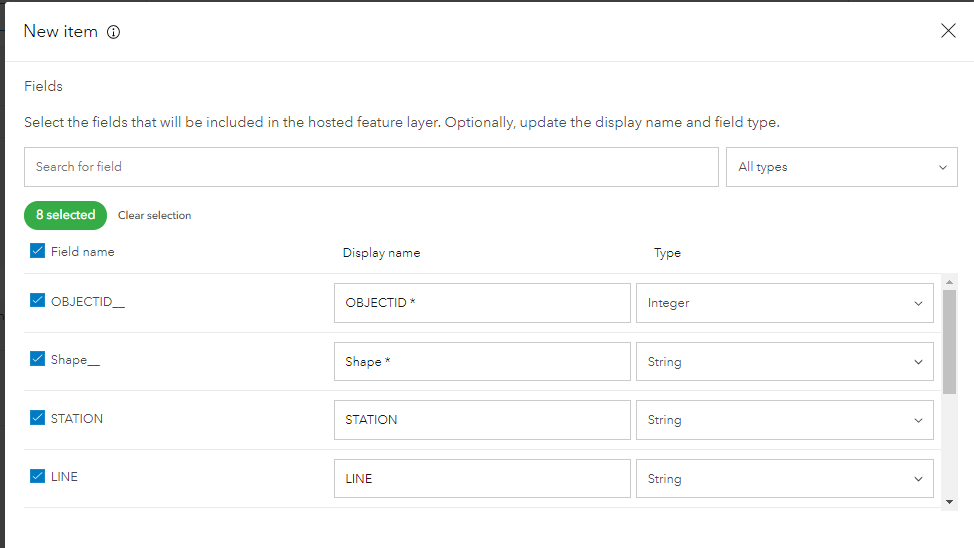 New item
Fields
Select the fields that will be included in the hosted feature layer. Optionally, update the display name and field type.
Search for field All types
8 selected Clear selection
Field name Display name Type
OBJECTID__ OBJECTID * Integer
Shape__ Shape * String
STATION STATION String
LINE LINE String